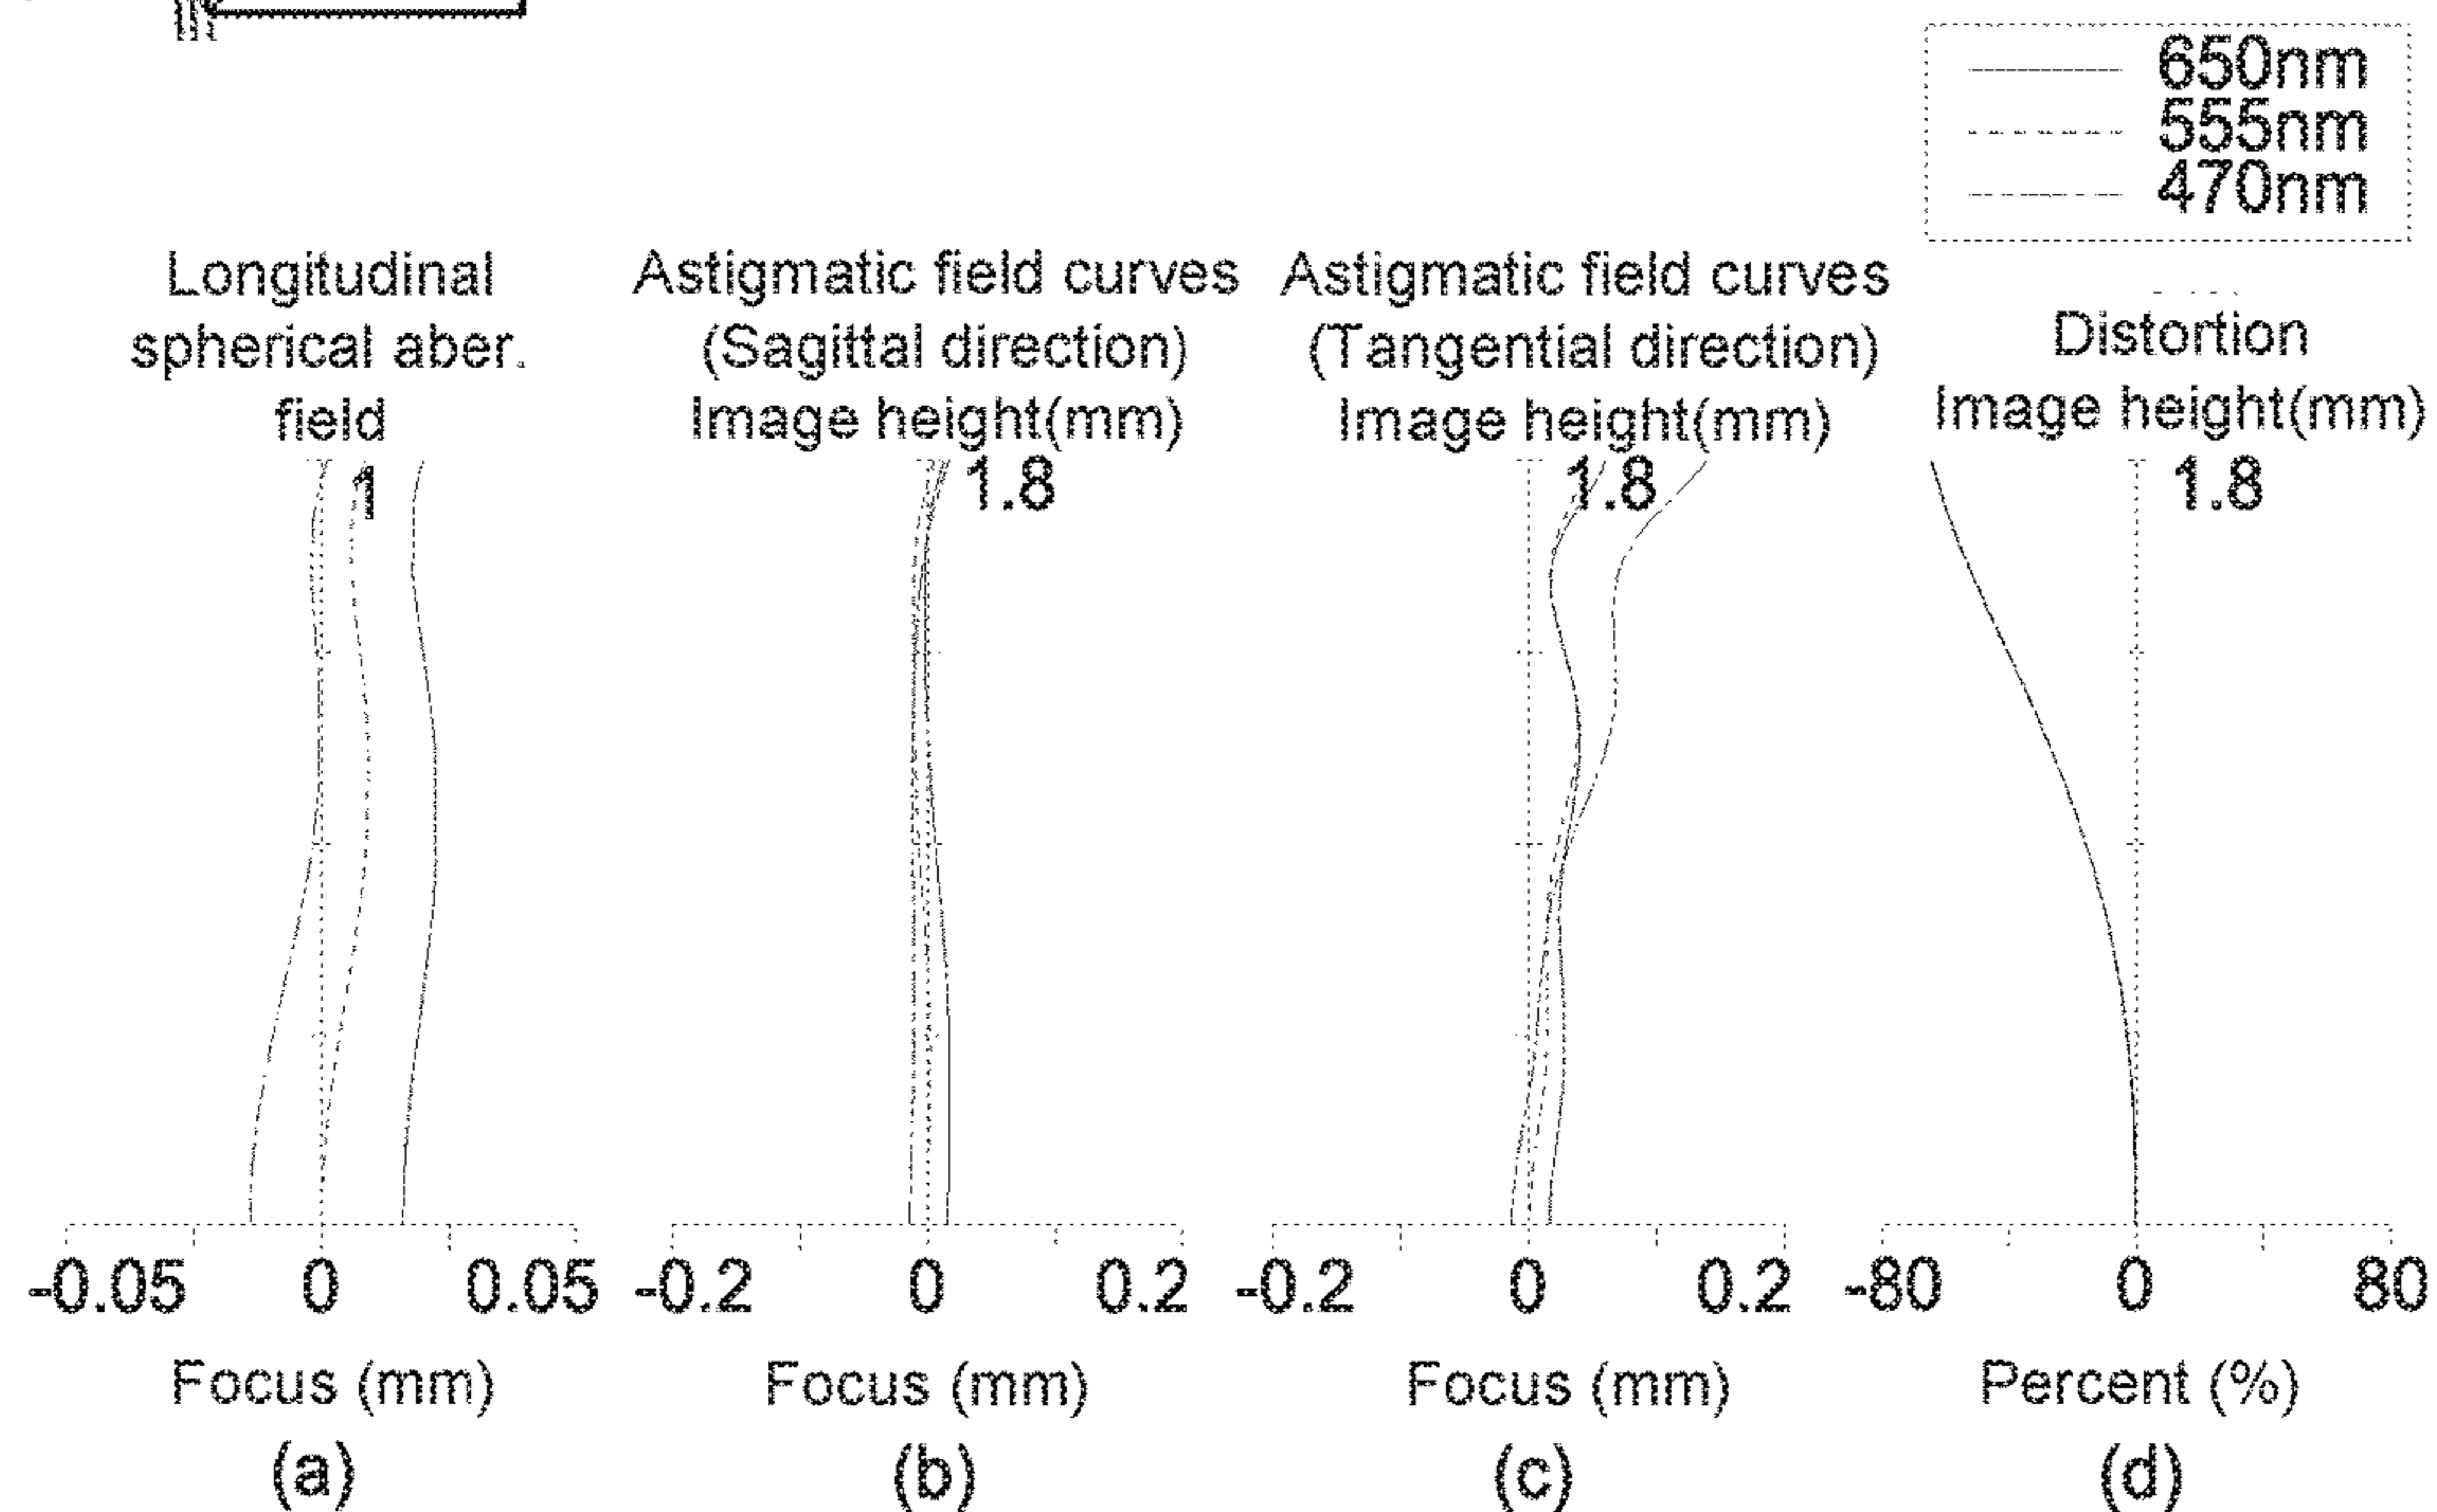 650nm
555nm
470nm
Longitudinal
spherical aber.
field
1
-0.05 0 0.05
Focus (mm)
(a)
Astigmatic field curves
(Sagittal direction)
Image height(mm)
1.8
-0.2 0 0.2
Focus (mm)
(b)
Astigmatic field curves
(Tangential direction)
Image height(mm)
1.8
-0.2 0 0.2
Focus (mm)
(c)
Distortion
Image height(mm)
1.8
-80 0 80
Percent (%)
(d)